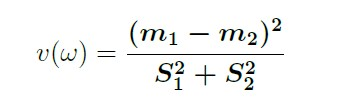 v(ω) = (m₁ − m₂)² / S₁² + S₂²